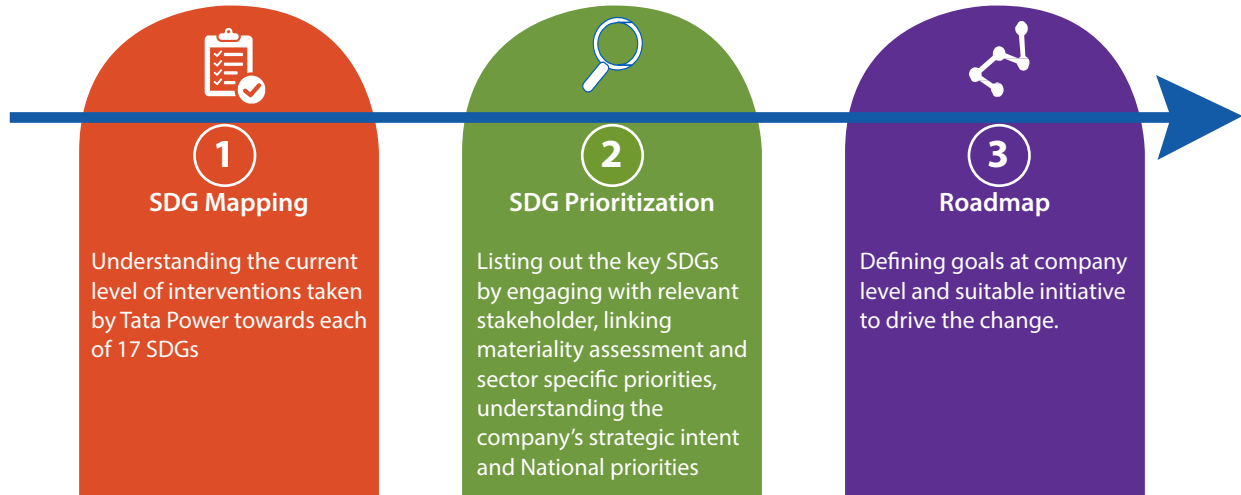 1
SDG Mapping
Understanding the current
level of interventions taken
by Tata Power towards each
of 17 SDGs
2
SDG Prioritization
Listing out the key SDGs
by engaging with relevant
stakeholder, linking
materiality assessment and
sector specific priorities,
understanding the
company’s strategic intent
and National priorities
3
Roadmap
Defining goals at company
level and suitable initiative
to drive the change.